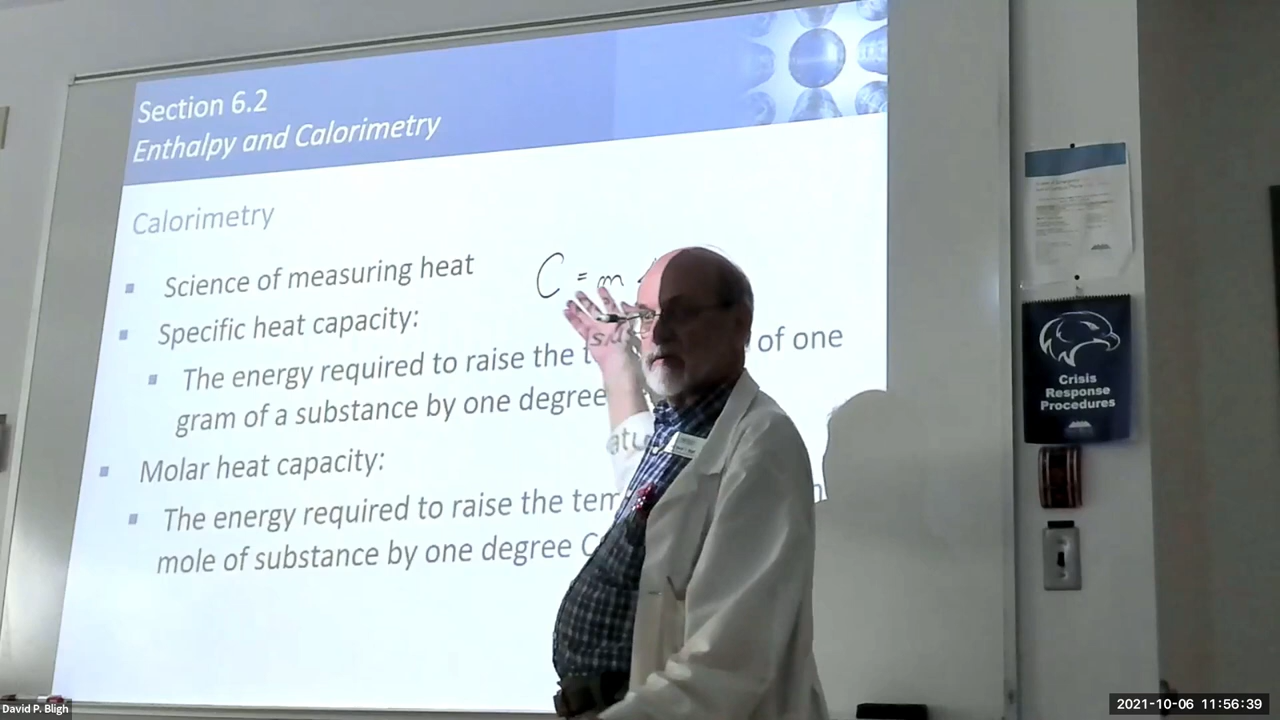 Section 6.2
Enthalpy and Calorimetry
Calorimetry
Science of measuring heat
C = m
Specific heat capacity:
The energy required to raise the t of one
gram of a substance by one degree
Molar heat capacity:
The energy required to raise the tem
mole of substance by one degree C
Crisis
Response
Procedures
David P. Bligh
2021-10-06 11:56:39